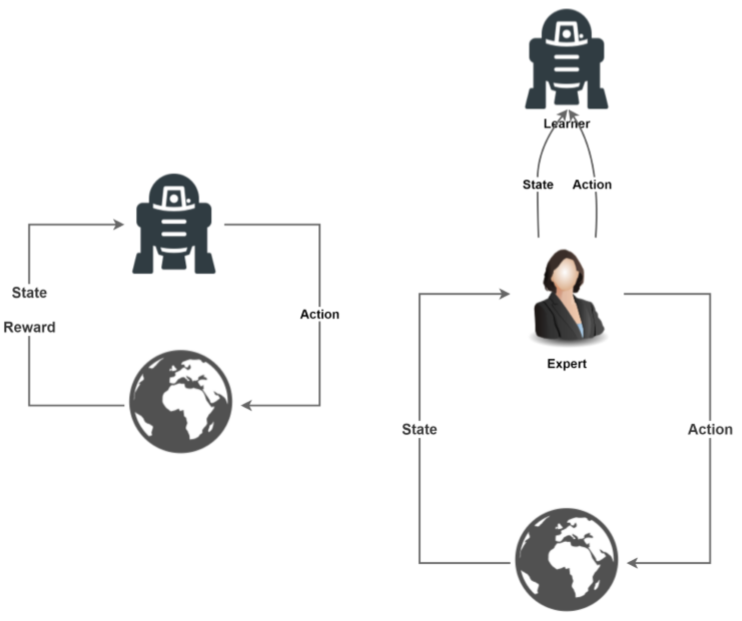 State
Reward
Action
Learner
State
Action
Expert
State
Action